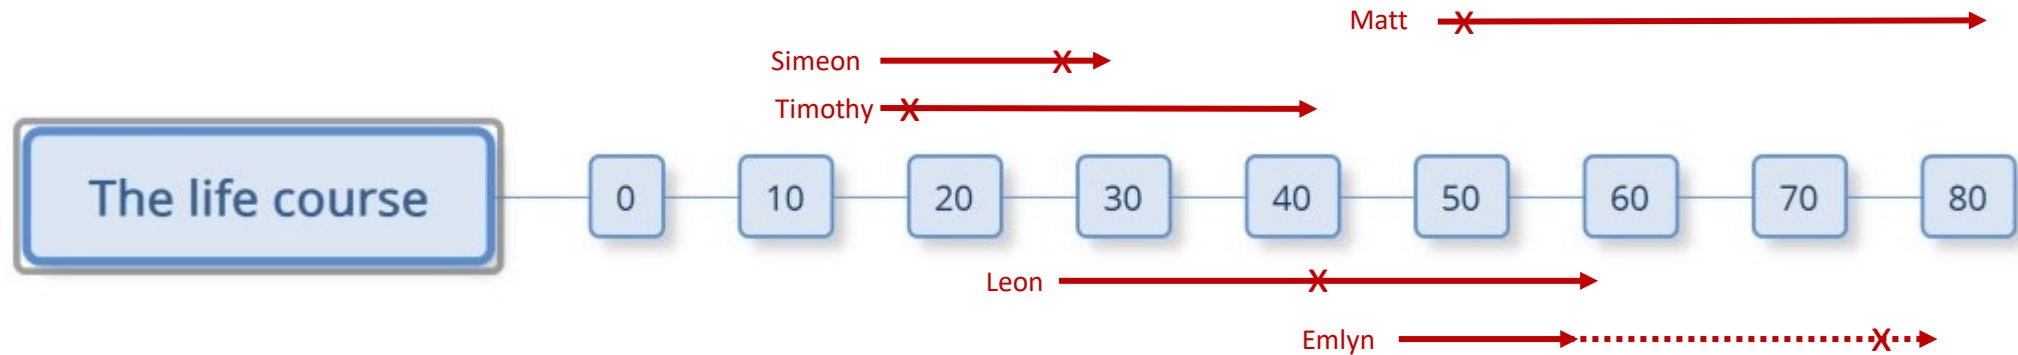 Matt X
Simeon X
Timothy X
The life course 0 10 20 30 40 50 60 70 80
Leon X
Emlyn X